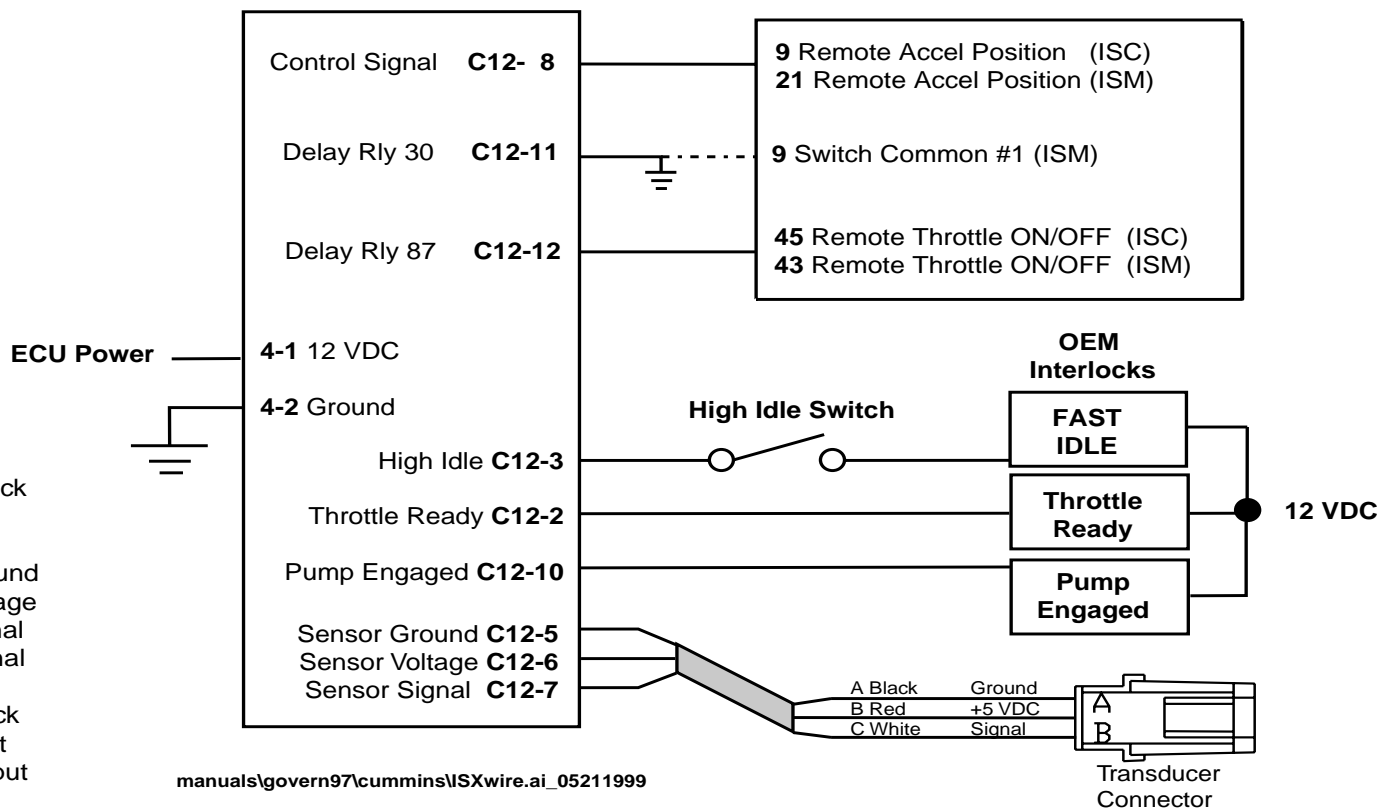 Control Signal C12- 8
9 Remote Accel Position (ISC)
21 Remote Accel Position (ISM)
Delay Rly 30 C12-11
9 Switch Common #1 (ISM)
Delay Rly 87 C12-12
45 Remote Throttle ON/OFF (ISC)
43 Remote Throttle ON/OFF (ISM)
ECU Power
4-1 12 VDC
4-2 Ground
OEM
Interlocks
High Idle Switch
FAST
IDLE
High Idle C12-3
Throttle Ready C12-2
Throttle
Ready
12 VDC
Pump Engaged C12-10
Pump
Engaged
Sensor Ground C12-5
Sensor Voltage C12-6
Sensor Signal C12-7
A Black Ground
B Red +5 VDC
C White Signal
A
B
Transducer
Connector
ck
und
age
nal
nal
ck
t
out
manuals\govern97\cummins\ISXwire.ai_05211999